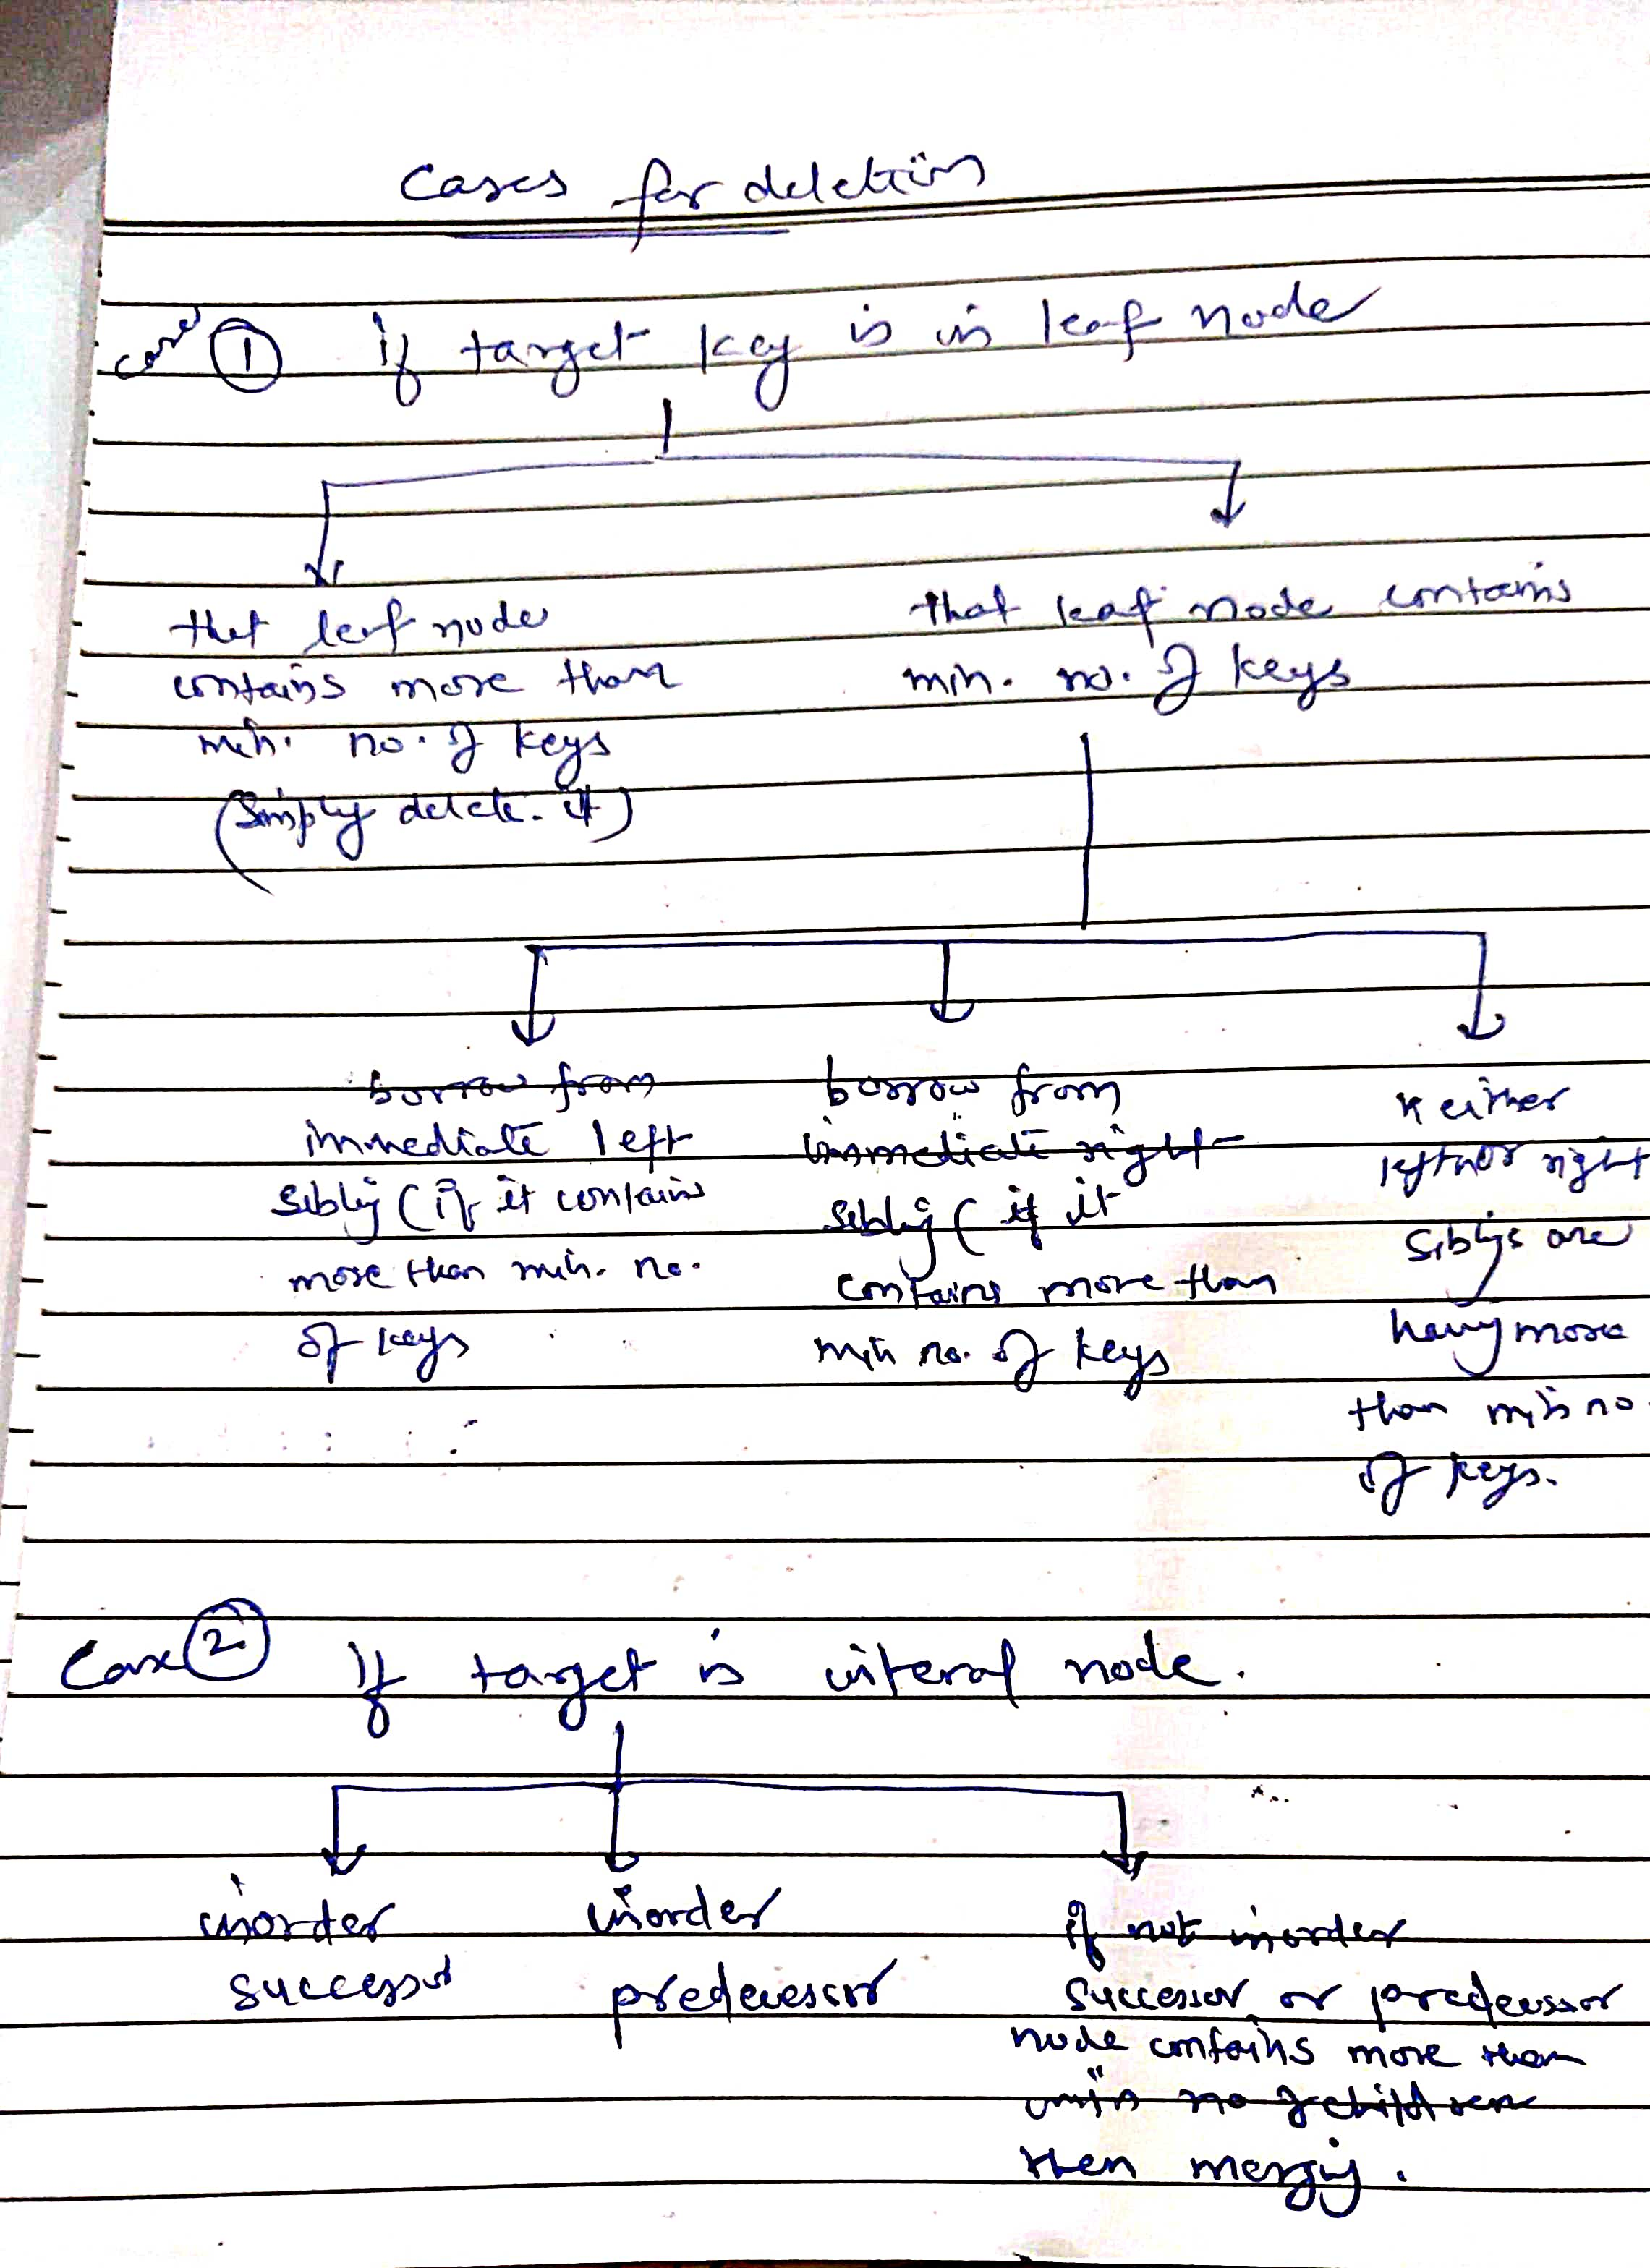 Cases for deletion
case 1 If target key is in leaf node
that leaf node
contains more than
min. no. of keys
(Simply delete it)
that leaf node contains
min. no. of keys
borrow from
immediate left
sibling (if it contains
more than min. no.
of keys
borrow from
immediate right
sibling (if it
contains more than
min no. of keys
Neither
left nor right
siblings are
having more
than min no.
of keys.
Case 2 If target is internal node.
inorder
successor
inorder
predecessor
if not inorder
successor or predecessor
node contains more than
min no of children
then merging.